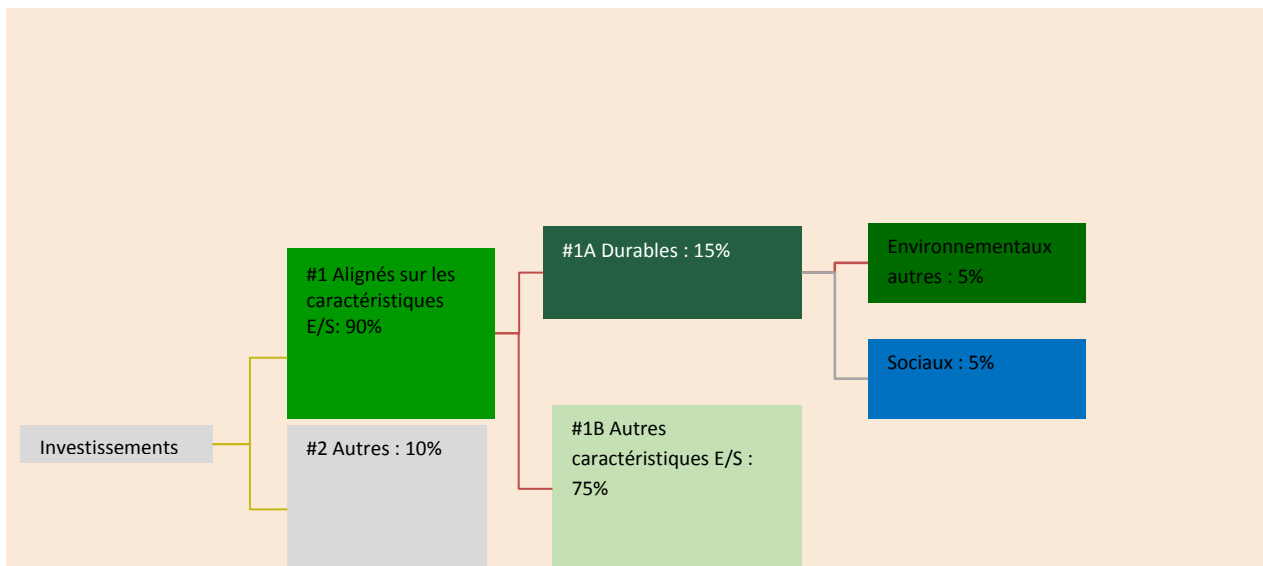 Investissements
#1 Alignés sur les
caractéristiques
E/S: 90%
#2 Autres : 10%
#1A Durables : 15%
#1B Autres
caractéristiques E/S :
75%
Environnementaux
autres : 5%
Sociaux : 5%